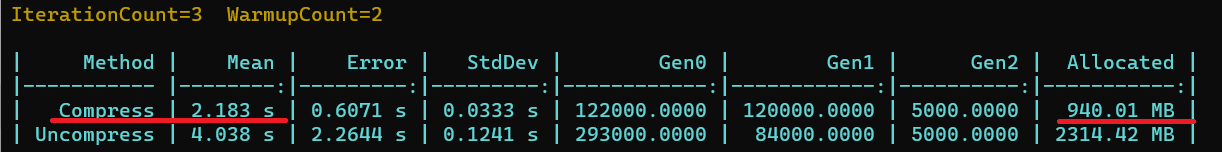 IterationCount=3  WarmupCount=2
|     Method |    Mean |    Error |   StdDev |        Gen0 |        Gen1 |      Gen2 |  Allocated |
|----------- |--------:|---------:|---------:|------------:|------------:|----------:|-----------:|
|   Compress | 2.183 s | 0.6071 s | 0.0333 s | 122000.0000 | 120000.0000 | 5000.0000 |  940.01 MB |
| Uncompress | 4.038 s | 2.2644 s | 0.1241 s | 293000.0000 |  84000.0000 | 5000.0000 | 2314.42 MB |